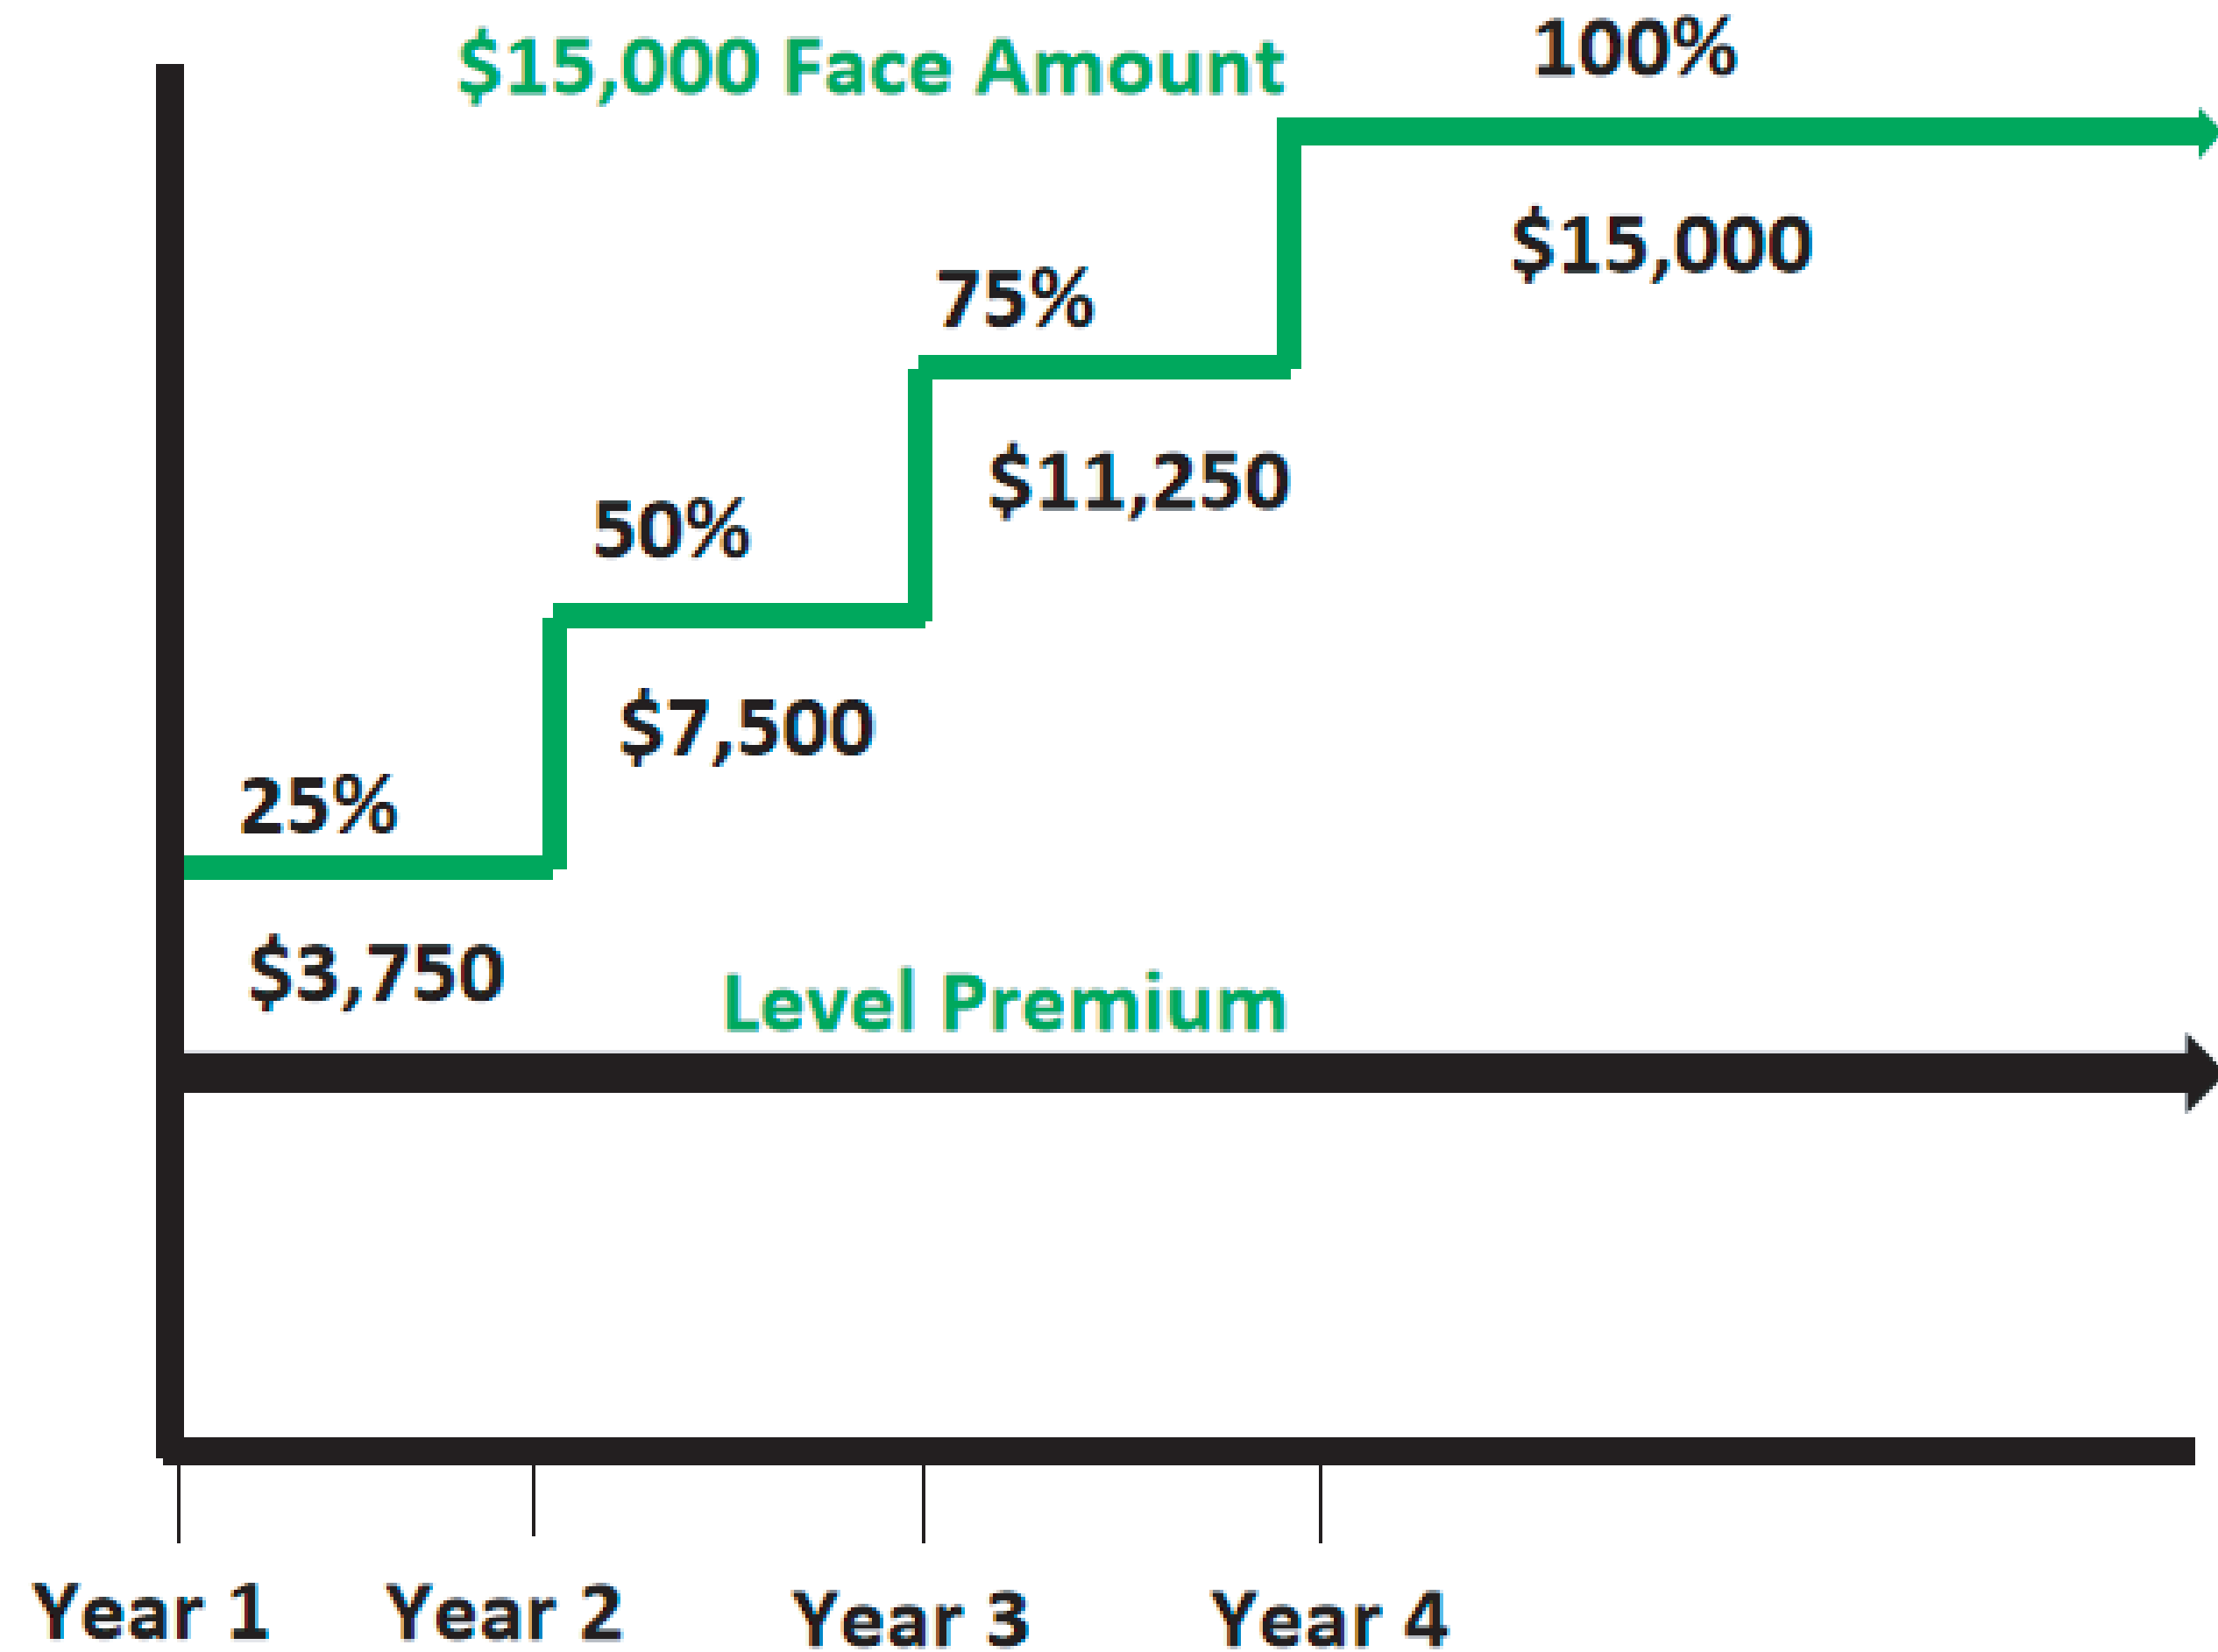 $15,000 Face Amount
100%
$15,000
75%
$11,250
50%
$7,500
25%
$3,750
Level Premium
Year 1
Year 2
Year 3
Year 4